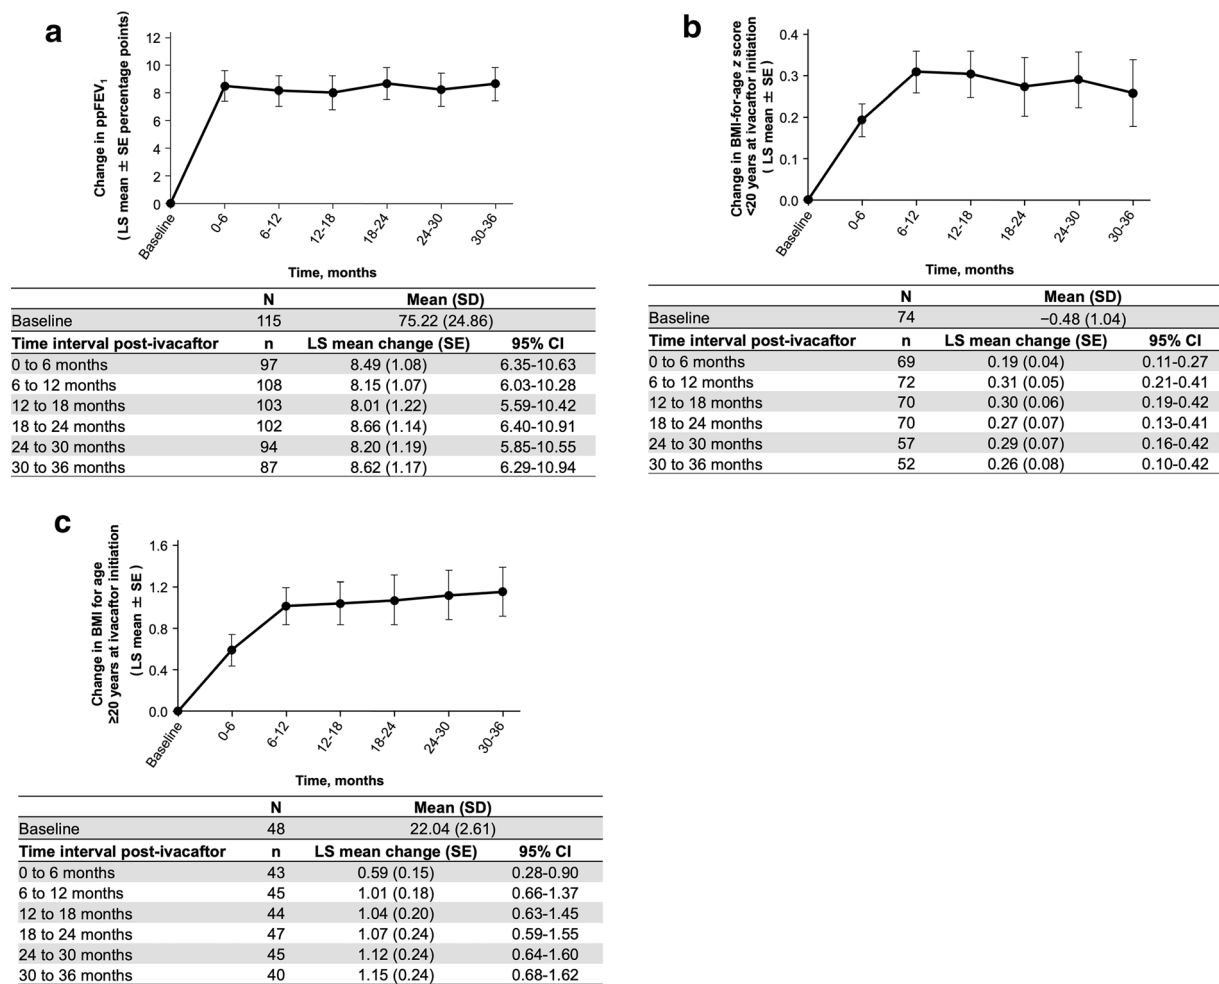 a
Change in ppFEV1
(LS mean ± SE percentage points)
12
10
8
6
4
2
0
Baseline
0-6
6-12
12-18
18-24
24-30
30-36
Time, months
N Mean (SD)
Baseline 115 75.22 (24.86)
Time interval post-ivacaftor n LS mean change (SE) 95% CI
0 to 6 months 97 8.49 (1.08) 6.35-10.63
6 to 12 months 108 8.15 (1.07) 6.03-10.28
12 to 18 months 103 8.01 (1.22) 5.59-10.42
18 to 24 months 102 8.66 (1.14) 6.40-10.91
24 to 30 months 94 8.20 (1.19) 5.85-10.55
30 to 36 months 87 8.62 (1.17) 6.29-10.94
b
Change in BMI-for-age z score
<20 years at ivacaftor initiation
(LS mean ± SE)
0.4
0.3
0.2
0.1
0.0
Baseline
0-6
6-12
12-18
18-24
24-30
30-36
Time, months
N Mean (SD)
Baseline 74 −0.48 (1.04)
Time interval post-ivacaftor n LS mean change (SE) 95% CI
0 to 6 months 69 0.19 (0.04) 0.11-0.27
6 to 12 months 72 0.31 (0.05) 0.21-0.41
12 to 18 months 70 0.30 (0.06) 0.19-0.42
18 to 24 months 70 0.27 (0.07) 0.13-0.41
24 to 30 months 57 0.29 (0.07) 0.16-0.42
30 to 36 months 52 0.26 (0.08) 0.10-0.42
c
Change in BMI for age
≥20 years at ivacaftor initiation
(LS mean ± SE)
1.6
1.2
0.8
0.4
0.0
Baseline
0-6
6-12
12-18
18-24
24-30
30-36
Time, months
N Mean (SD)
Baseline 48 22.04 (2.61)
Time interval post-ivacaftor n LS mean change (SE) 95% CI
0 to 6 months 43 0.59 (0.15) 0.28-0.90
6 to 12 months 45 1.01 (0.18) 0.66-1.37
12 to 18 months 44 1.04 (0.20) 0.63-1.45
18 to 24 months 47 1.07 (0.24) 0.59-1.55
24 to 30 months 45 1.12 (0.24) 0.64-1.60
30 to 36 months 40 1.15 (0.24) 0.68-1.62